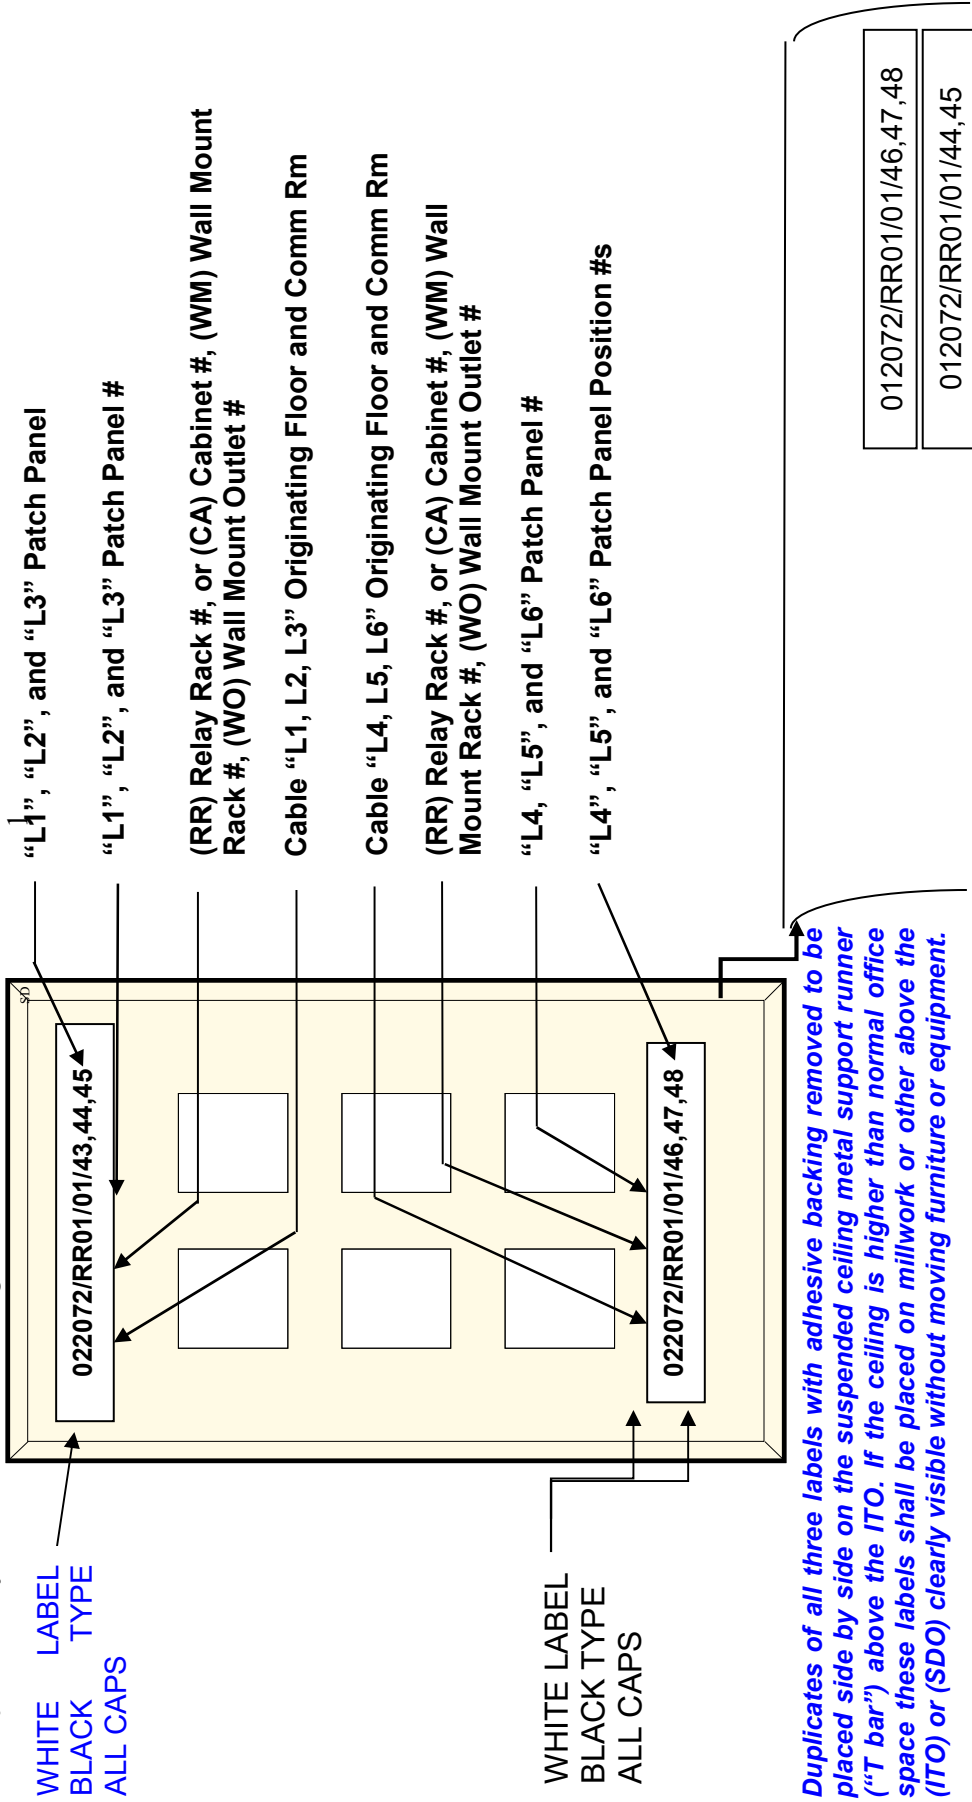 WHITE LABEL
BLACK TYPE
ALL CAPS
022072/RR01/01/43,44,45
“L1”, “L2”, and “L3” Patch Panel
1
“L1”, “L2”, and “L3” Patch Panel #
(RR) Relay Rack #, or (CA) Cabinet #, (WM) Wall Mount
Rack #, (WO) Wall Mount Outlet #
Cable “L1, L2, L3” Originating Floor and Comm Rm
Cable “L4, L5, L6” Originating Floor and Comm Rm
(RR) Relay Rack #, or (CA) Cabinet #, (WM) Wall
Mount Rack #, (WO) Wall Mount Outlet #
“L4, “L5”, and “L6” Patch Panel #
“L4”, “L5”, and “L6” Patch Panel Position #s
WHITE LABEL
BLACK TYPE
ALL CAPS
022072/RR01/01/46,47,48
Duplicates of all three labels with adhesive backing removed to be
placed side by side on the suspended ceiling metal support runner
(“T bar”) above the ITO. If the ceiling is higher than normal office
space these labels shall be placed on millwork or other above the
(ITO) or (SDO) clearly visible without moving furniture or equipment.
012072/RR01/01/46,47,48
012072/RR01/01/44,45